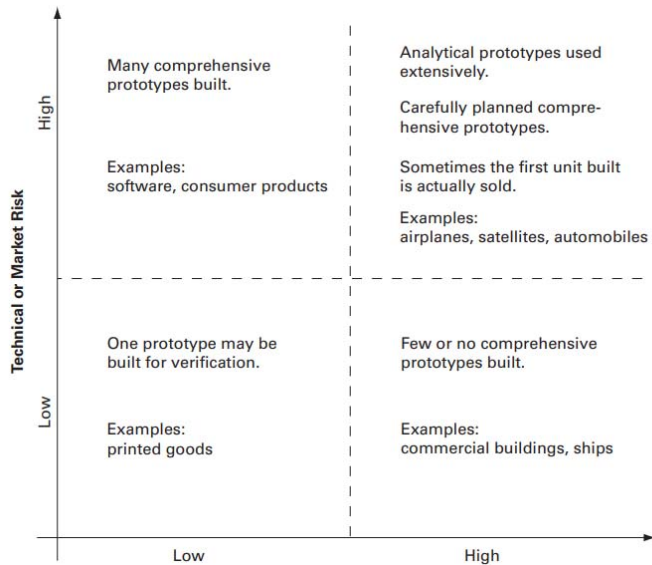 Many comprehensive
prototypes built.
Examples:
software, consumer products
Analytical prototypes used
extensively.
Carefully planned compre-
hensive prototypes.
Sometimes the first unit built
is actually sold.
Examples:
airplanes, satellites, automobiles
One prototype may be
built for verification.
Examples:
printed goods
Few or no comprehensive
prototypes built.
Examples:
commercial buildings, ships
Technical or Market Risk
High
Low
Low
High